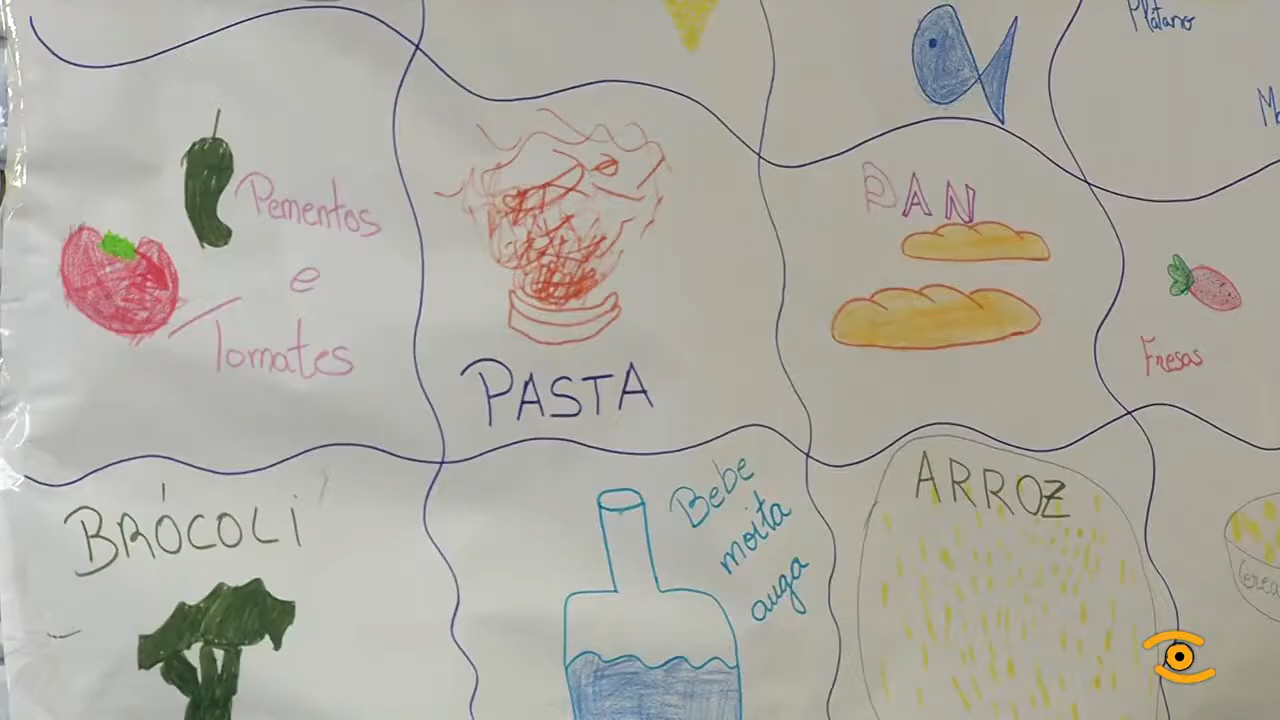 Plátano
Pementos
e
Tomates
PASTA
PAN
Fresas
BRÓCOLI
Bebe
moita
auga
ARROZ